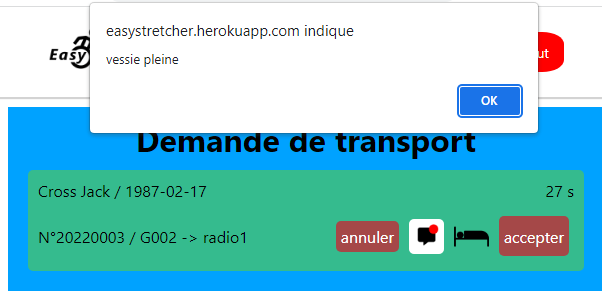 easystretcher.herokuapp.com indique
vessie pleine
OK
Easy
ut
Demande de transport
Cross Jack / 1987-02-17
27 s
N°20220003 / G002 -> radio1
annuler
accepter